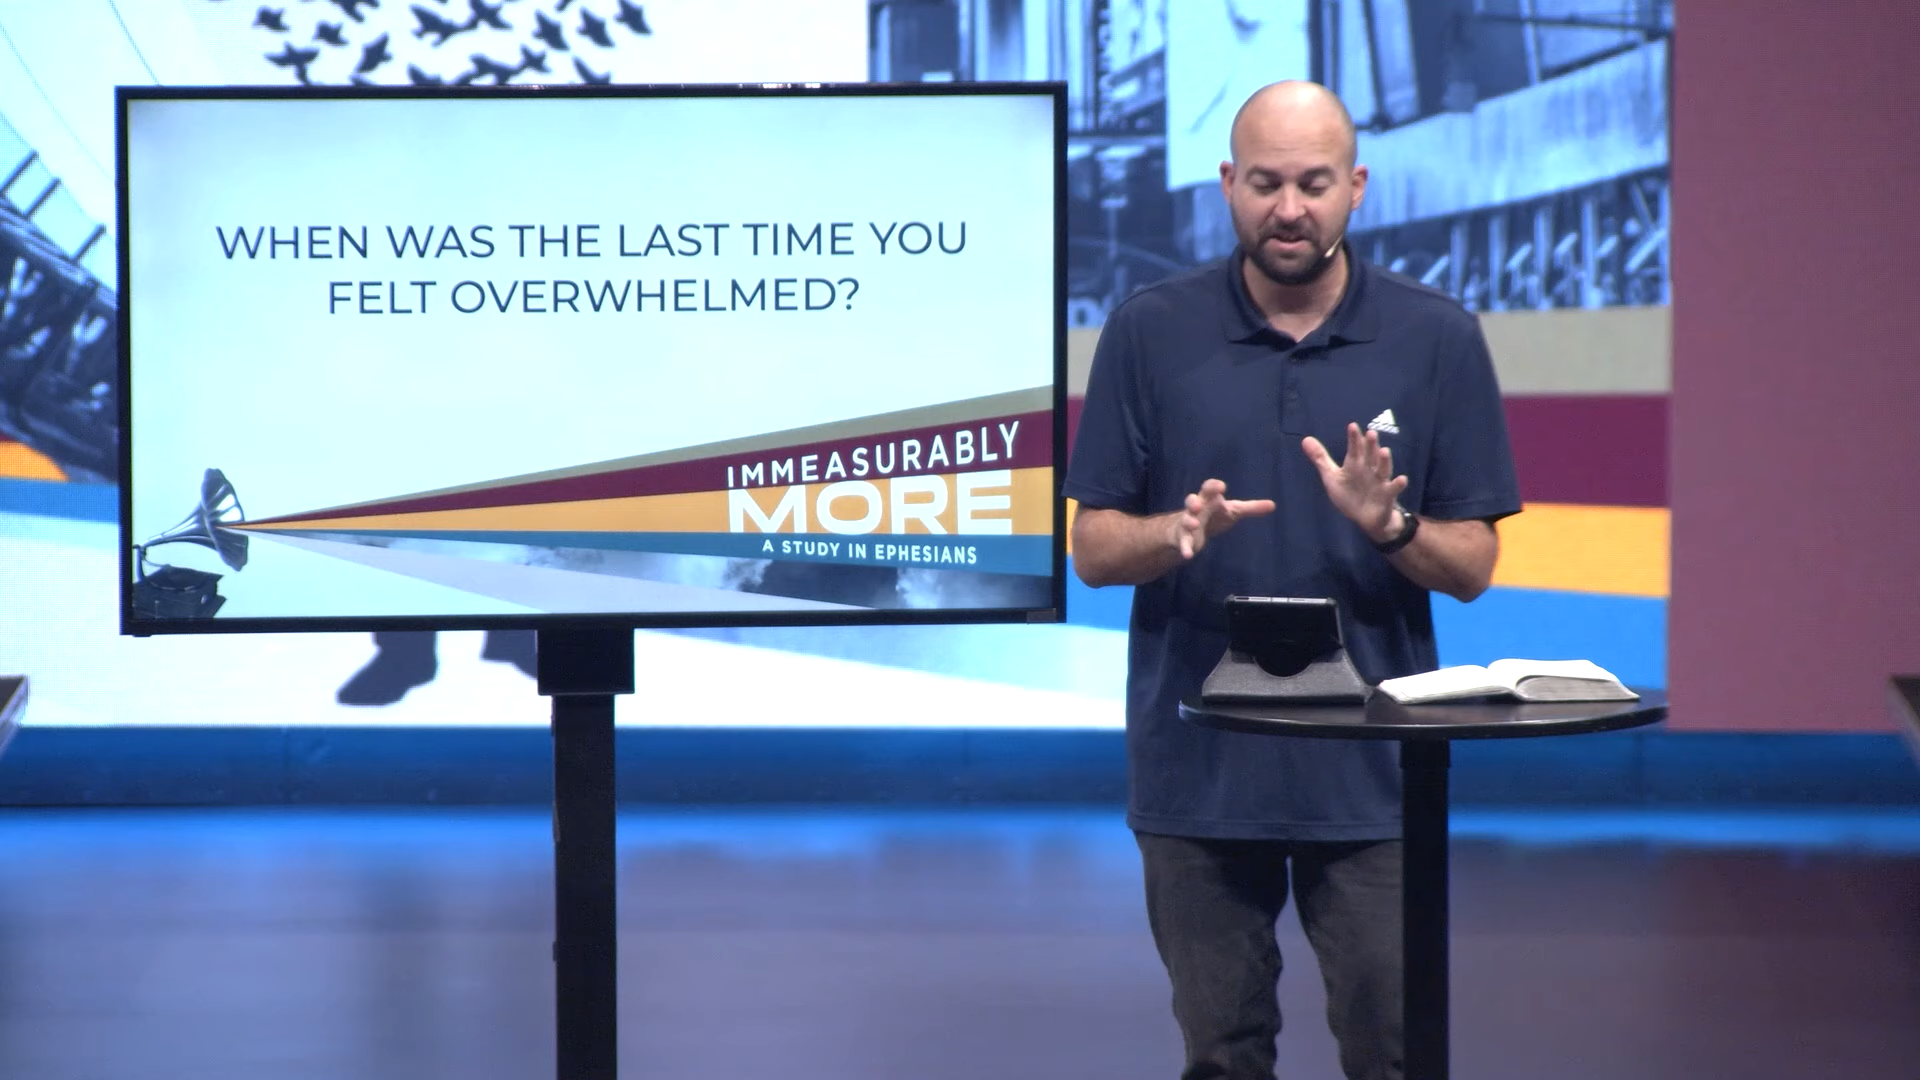 WHEN WAS THE LAST TIME YOU
FELT OVERWHELMED?
IMMEASURABLY
MORE
A STUDY IN EPHESIANS